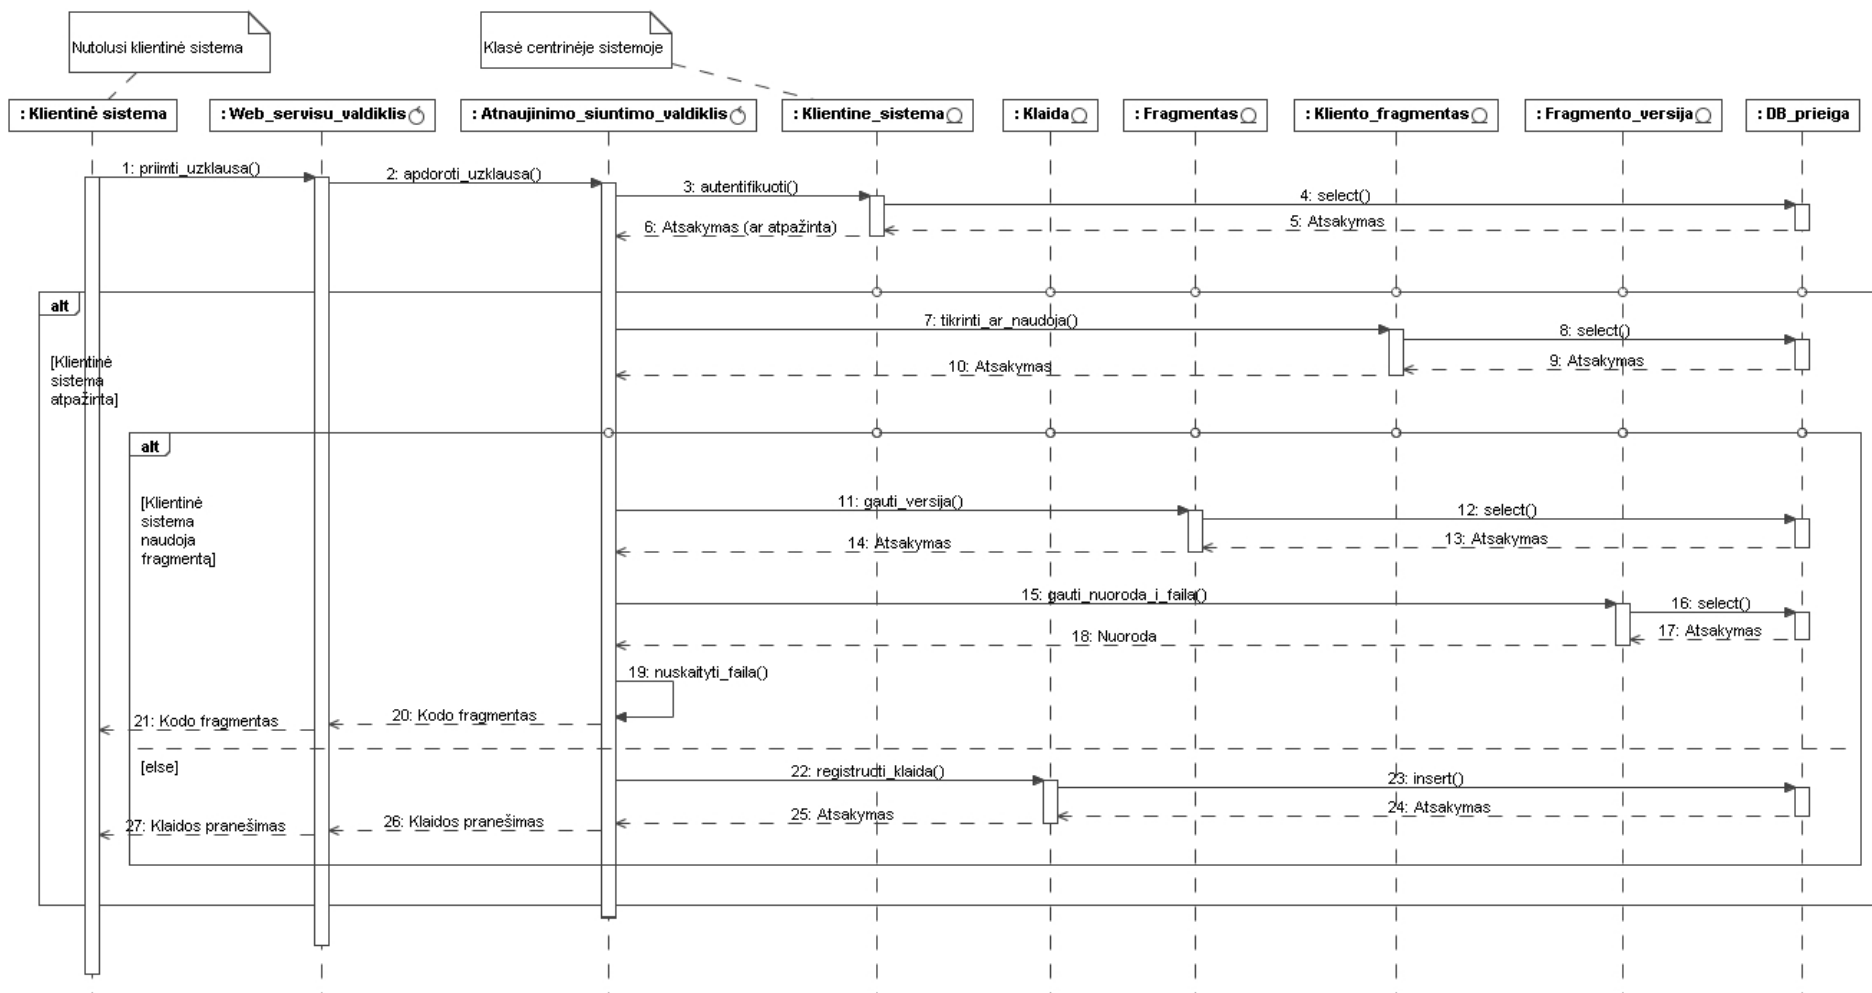 Nutolusi klientinė sistema
Klasė centrinėje sistemoje
: Klientinė sistema
: Web_servisu_valdiklis
: Atnaujinimo_siuntimo_valdiklis
: Klientine_sistema
: Klaida
: Fragmentas
: Kliento_fragmentas
: Fragmento_versija
: DB_prieiga
1: priimti_uzklausa()
2: apdoroti_uzklausa()
3: autentifikuoti()
4: select()
5: Atsakymas
6: Atsakymas (ar atpažinta)
alt
7: tikrinti_ar_naudoja()
8: select()
[Klientinė
sistema
atpažinta]
9: Atsakymas
10: Atsakymas
alt
[Klientinė
sistema
naudoja
fragmentą]
11: gauti_versija()
12: select()
13: Atsakymas
14: Atsakymas
15: gauti_nuoroda_i_faila()
16: select()
17: Atsakymas
18: Nuoroda
19: nuskaityti_faila()
20: Kodo fragmentas
21: Kodo fragmentas
[else]
22: registruoti_klaida()
23: insert()
24: Atsakymas
25: Atsakymas
26: Klaidos pranešimas
27: Klaidos pranešimas